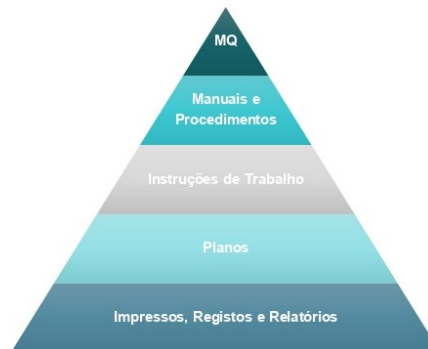 MQ
Manuais e
Procedimentos
Instruções de Trabalho
Planos
Impressos, Registos e Relatórios